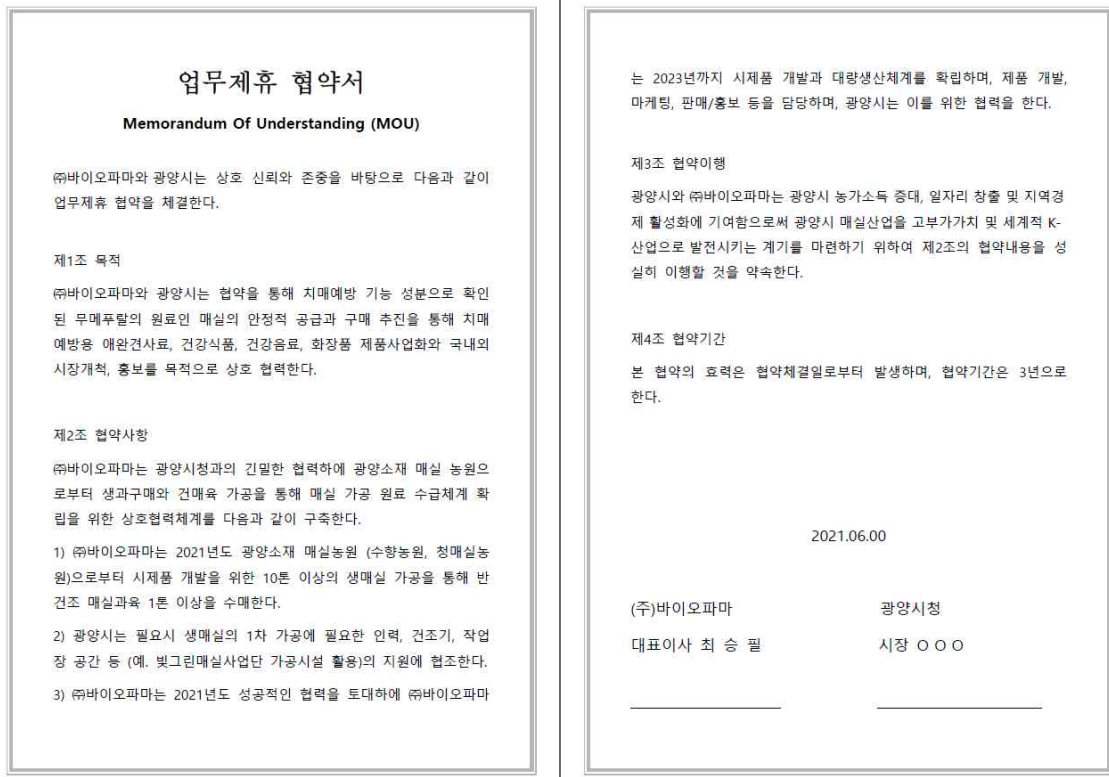 업무제휴 협약서
Memorandum Of Understanding (MOU)
㈜바이오파마와 광양시는 상호 신뢰와 존중을 바탕으로 다음과 같이
업무제휴 협약을 체결한다.
제1조 목적
㈜바이오파마와 광양시는 협약을 통해 치매예방 기능 성분으로 확인
된 무메푸랄의 원료인 매실의 안정적 공급과 구매 추진을 통해 치매
예방용 애완견사료, 건강식품, 건강음료, 화장품 제품사업화와 국내외
시장개척, 홍보를 목적으로 상호 협력한다.
제2조 협약사항
㈜바이오파마는 광양시청과의 긴밀한 협력하에 광양소재 매실 농원으
로부터 생과구매와 건매육 가공을 통해 매실 가공 원료 수급체계 확
립을 위한 상호협력체계를 다음과 같이 구축한다.
1) ㈜바이오파마는 2021년도 광양소재 매실농원 (수향농원, 청매실농
원)으로부터 시제품 개발을 위한 10톤 이상의 생매실 가공을 통해 반
건조 매실과육 1톤 이상을 수매한다.
2) 광양시는 필요시 생매실의 1차 가공에 필요한 인력, 건조기, 작업
장 공간 등 (예. 빛그린매실사업단 가공시설 활용)의 지원에 협조한다.
3) ㈜바이오파마는 2021년도 성공적인 협력을 토대하에 ㈜바이오파마
는 2023년까지 시제품 개발과 대량생산체계를 확립하며, 제품 개발,
마케팅, 판매/홍보 등을 담당하며, 광양시는 이를 위한 협력을 한다.
제3조 협약이행
광양시와 ㈜바이오파마는 광양시 농가소득 증대, 일자리 창출 및 지역경
제 활성화에 기여함으로써 광양시 매실산업을 고부가가치 및 세계적 K-
산업으로 발전시키는 계기를 마련하기 위하여 제2조의 협약내용을 성
실히 이행할 것을 약속한다.
제4조 협약기간
본 협약의 효력은 협약체결일로부터 발생하며, 협약기간은 3년으로
한다.
2021.06.00
(주)바이오파마 광양시청
대표이사 최 승 필 시장 O O O